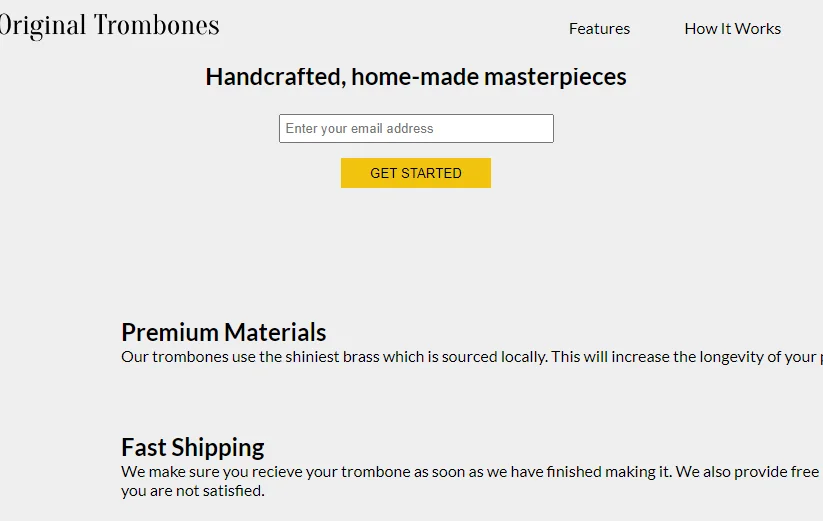 Original Trombones
Features
How It Works
Handcrafted, home-made masterpieces
Enter your email address
GET STARTED
Premium Materials
Our trombones use the shiniest brass which is sourced locally. This will increase the longevity of your
Fast Shipping
We make sure you recieve your trombone as soon as we have finished making it. We also provide free
you are not satisfied.